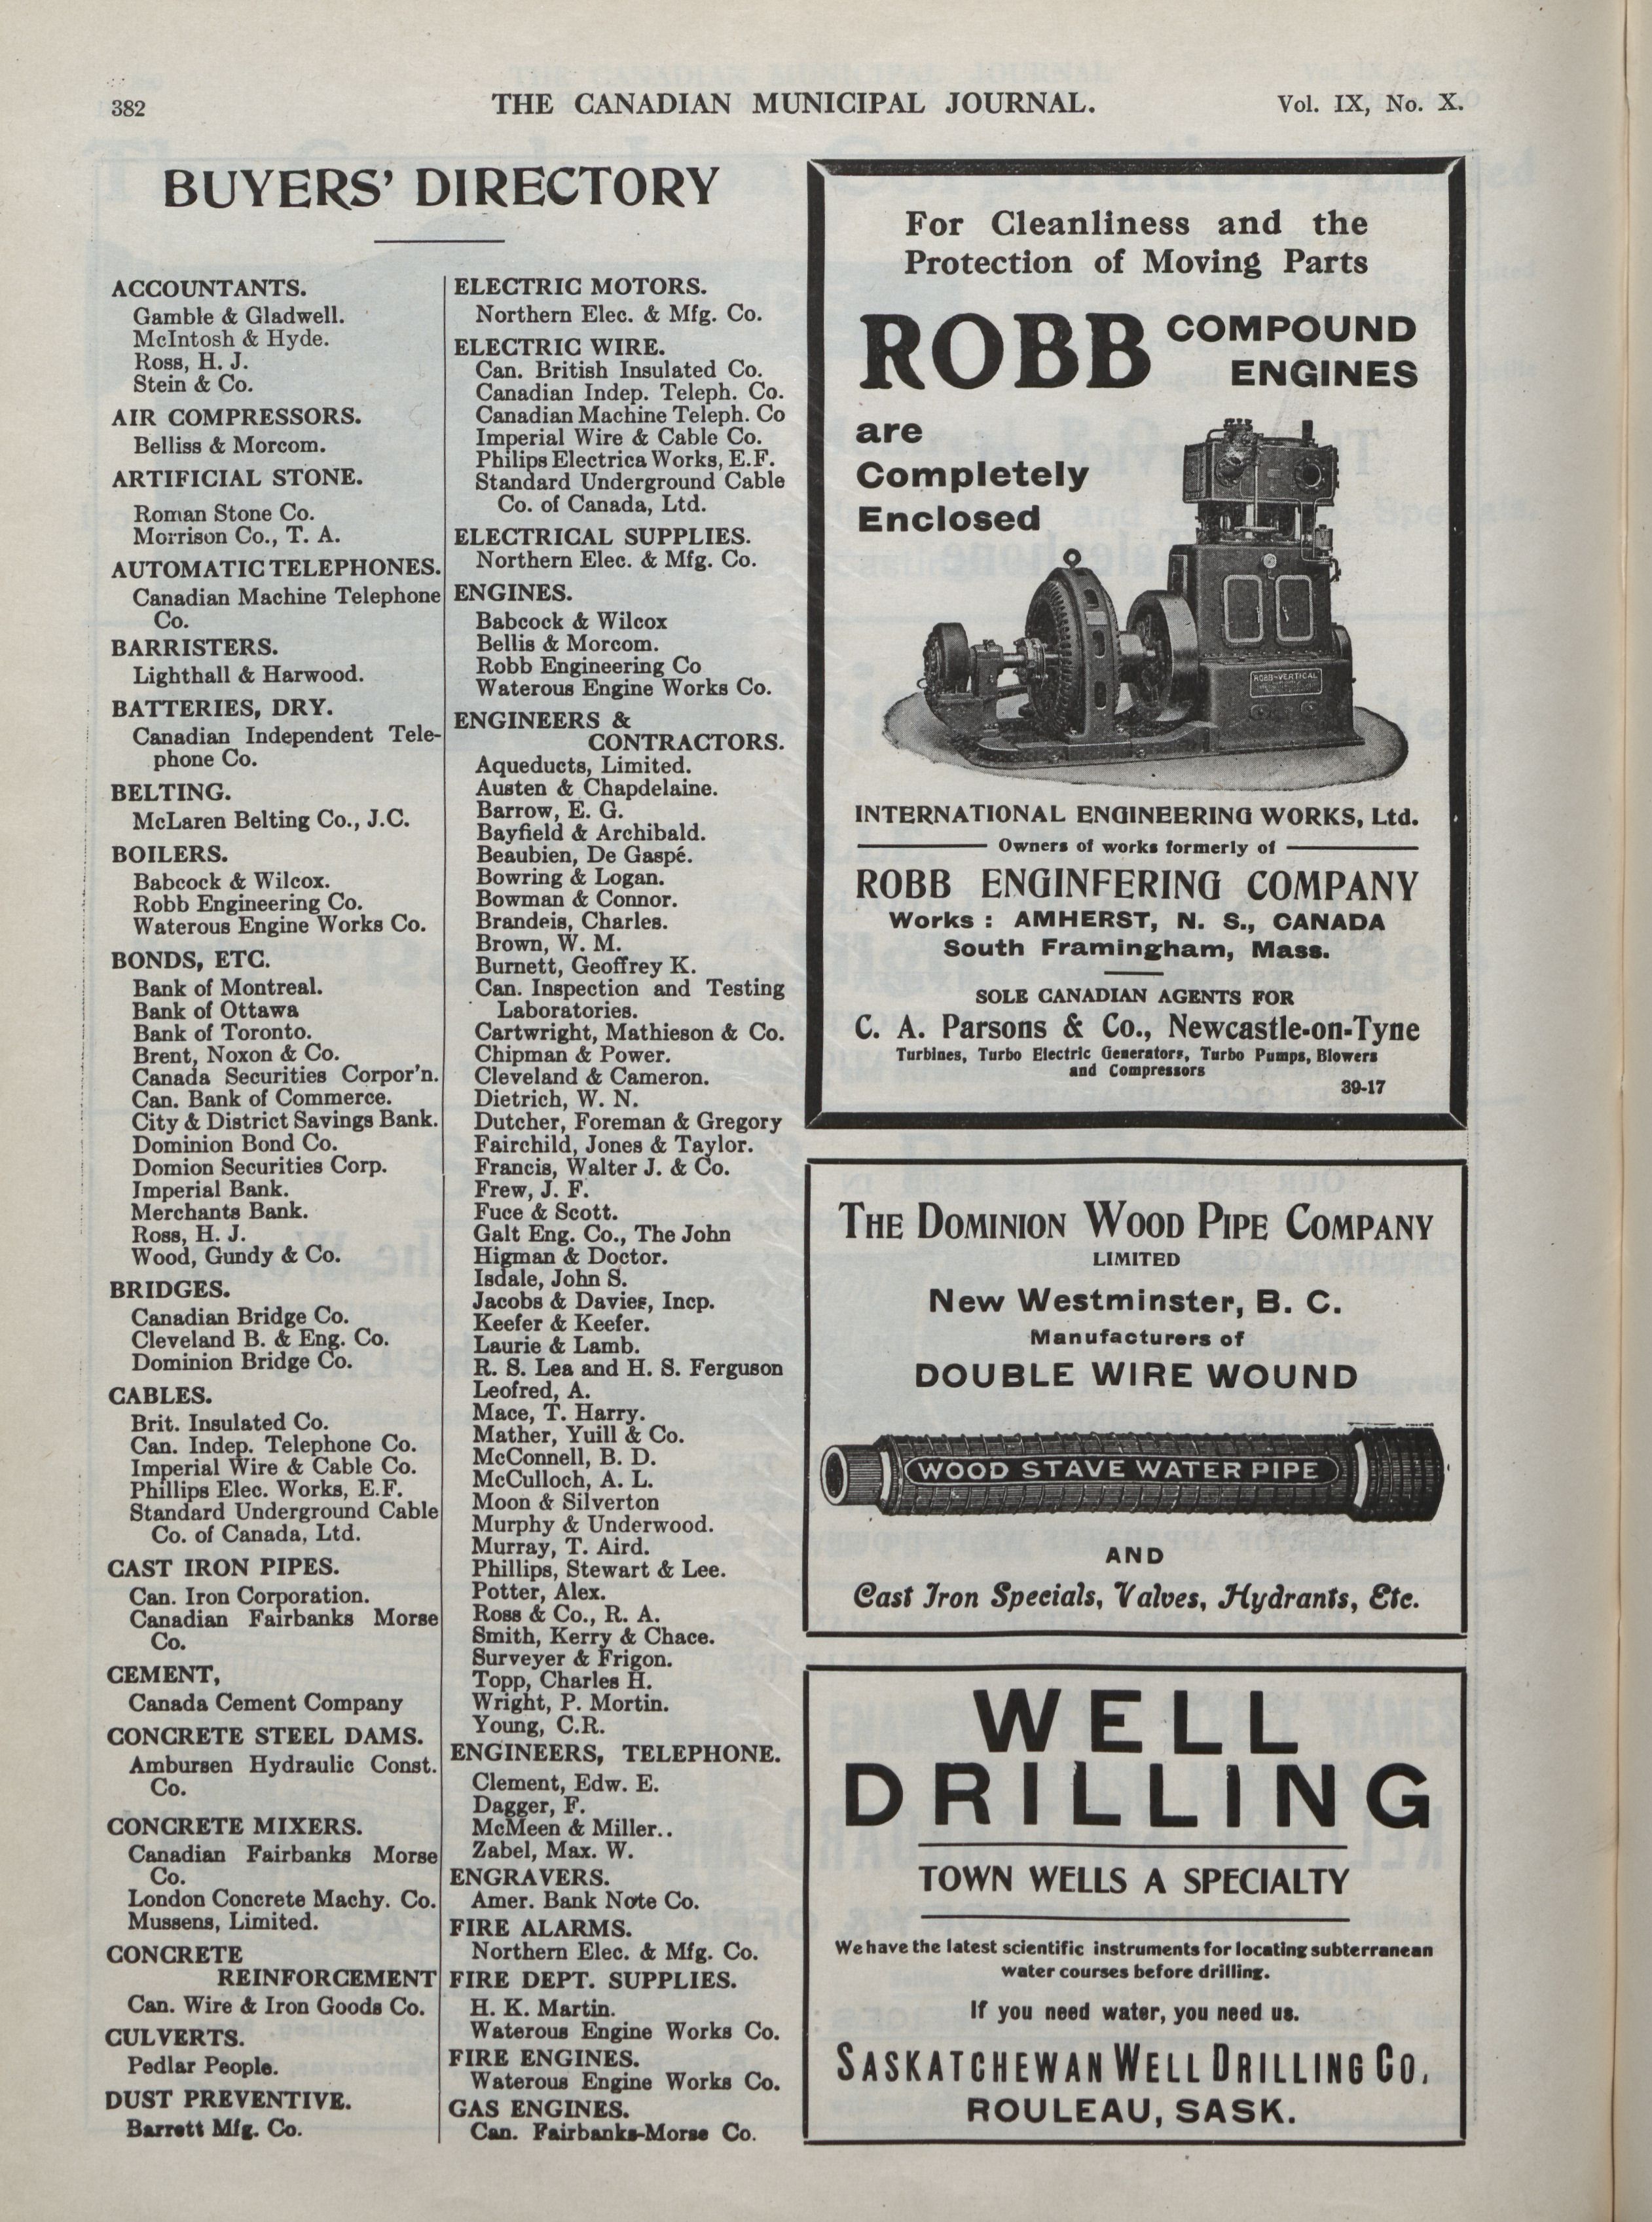 382
THE CANADIAN MUNICIPAL JOURNAL.
Vol. IX, No. X.
BUYERS' DIRECTORY
ACCOUNTANTS.
Gamble & Gladwell.
McIntosh & Hyde.
Ross, H. J.
Stein & Co.
AIR COMPRESSORS.
Belliss & Morcom.
ARTIFICIAL STONE.
Roman Stone Co.
Morrison Co., T. A.
AUTOMATIC TELEPHONES.
Canadian Machine Telephone
Co.
BARRISTERS.
Lighthall & Harwood.
BATTERIES, DRY.
Canadian Independent Tele-
phone Co.
BELTING.
McLaren Belting Co., J.C.
BOILERS.
Babcock & Wilcox.
Robb Engineering Co.
Waterous Engine Works Co.
BONDS, ETC.
Bank of Montreal.
Bank of Ottawa
Bank of Toronto.
Brent, Noxon & Co.
Canada Securities Corpor'n.
Can. Bank of Commerce.
City & District Savings Bank.
Dominion Bond Co.
Domion Securities Corp.
Imperial Bank.
Merchants Bank.
Ross, H. J.
Wood, Gundy & Co.
BRIDGES.
Canadian Bridge Co.
Cleveland B. & Eng. Co.
Dominion Bridge Co.
CABLES.
Brit. Insulated Co.
Can. Indep. Telephone Co.
Imperial Wire & Cable Co.
Phillips Elec. Works, E.F.
Standard Underground Cable
Co. of Canada, Ltd.
CAST IRON PIPES.
Can. Iron Corporation.
Canadian Fairbanks Morse
Co.
CEMENT,
Canada Cement Company
CONCRETE STEEL DAMS.
Ambursen Hydraulic Const.
Co.
CONCRETE MIXERS.
Canadian Fairbanks Morse
Co.
London Concrete Machy. Co.
Mussens, Limited.
CONCRETE
REINFORCEMENT
Can. Wire & Iron Goods Co.
CULVERTS.
Pedlar People.
DUST PREVENTIVE.
Barrett Mfg. Co.
ELECTRIC MOTORS.
Northern Elec. & Mfg. Co.
ELECTRIC WIRE.
Can. British Insulated Co.
Canadian Indep. Teleph. Co.
Canadian Machine Teleph. Co
Imperial Wire & Cable Co.
Philips Electrica Works, E.F.
Standard Underground Cable
Co. of Canada, Ltd.
ELECTRICAL SUPPLIES.
Northern Elec. & Mfg. Co.
ENGINES.
Babcock & Wilcox
Bellis & Morcom.
Robb Engineering Co
Waterous Engine Works Co.
ENGINEERS &
CONTRACTORS.
Aqueducts, Limited.
Austen & Chapdelaine.
Barrow, E. G.
Bayfield & Archibald.
Beaubien, De Gaspé.
Bowring & Logan.
Bowman & Connor.
Brandeis, Charles.
Brown, W. M.
Burnett, Geoffrey K.
Can. Inspection and Testing
Laboratories.
Cartwright, Mathieson & Co.
Chipman & Power.
Cleveland & Cameron.
Dietrich, W. N.
Dutcher, Foreman & Gregory
Fairchild, Jones & Taylor.
Francis, Walter J. & Co.
Frew, J. F.
Fuce & Scott.
Galt Eng. Co., The John
Higman & Doctor.
Isdale, John S.
Jacobs & Davies, Incp.
Keefer & Keefer.
Laurie & Lamb.
R. S. Lea and H. S. Ferguson
Leofred, A.
Mace, T. Harry.
Mather, Yuill & Co.
McConnell, B. D.
McCulloch, A. L.
Moon & Silverton
Murphy & Underwood.
Murray, T. Aird.
Phillips, Stewart & Lee.
Potter, Alex.
Ross & Co., R. A.
Smith, Kerry & Chace.
Surveyer & Frigon.
Topp, Charles H.
Wright, P. Mortin.
Young, C.R.
ENGINEERS, TELEPHONE.
Clement, Edw. E.
Dagger, F.
McMeen & Miller..
Zabel, Max. W.
ENGRAVERS.
Amer. Bank Note Co.
FIRE ALARMS.
Northern Elec. & Mfg. Co.
FIRE DEPT. SUPPLIES.
H. K. Martin.
Waterous Engine Works Co.
FIRE ENGINES.
Waterous Engine Works Co.
GAS ENGINES.
Can. Fairbanks-Morse Co.
For Cleanliness and the
Protection of Moving Parts
ROBB COMPOUND
ENGINES
are
Completely
Enclosed
ROBB-VERTICAL
INTERNATIONAL ENGINEERING WORKS, Ltd.
Owners of works formerly of
ROBB ENGINFERING COMPANY
Works : AMHERST, N. S., CANADA
South Framingham, Mass.
SOLE CANADIAN AGENTS FOR
C. A. Parsons & Co., Newcastle-on-Tyne
Turbines, Turbo Electric Generators, Turbo Pumps, Blowers
and Compressors
39-17
THE DOMINION WOOD PIPE COMPANY
LIMITED
New Westminster, B. C.
Manufacturers of
DOUBLE WIRE WOUND
WOOD STAVE WATER PIPE
AND
Cast Iron Specials, Valves, Hydrants, Etc.
WELL
DRILLING
TOWN WELLS A SPECIALTY
We have the latest scientific instruments for locating subterranean
water courses before drilling.
If you need water, you need us.
SASKATCHEWAN WELL DRILLING CO.
ROULEAU, SASK.